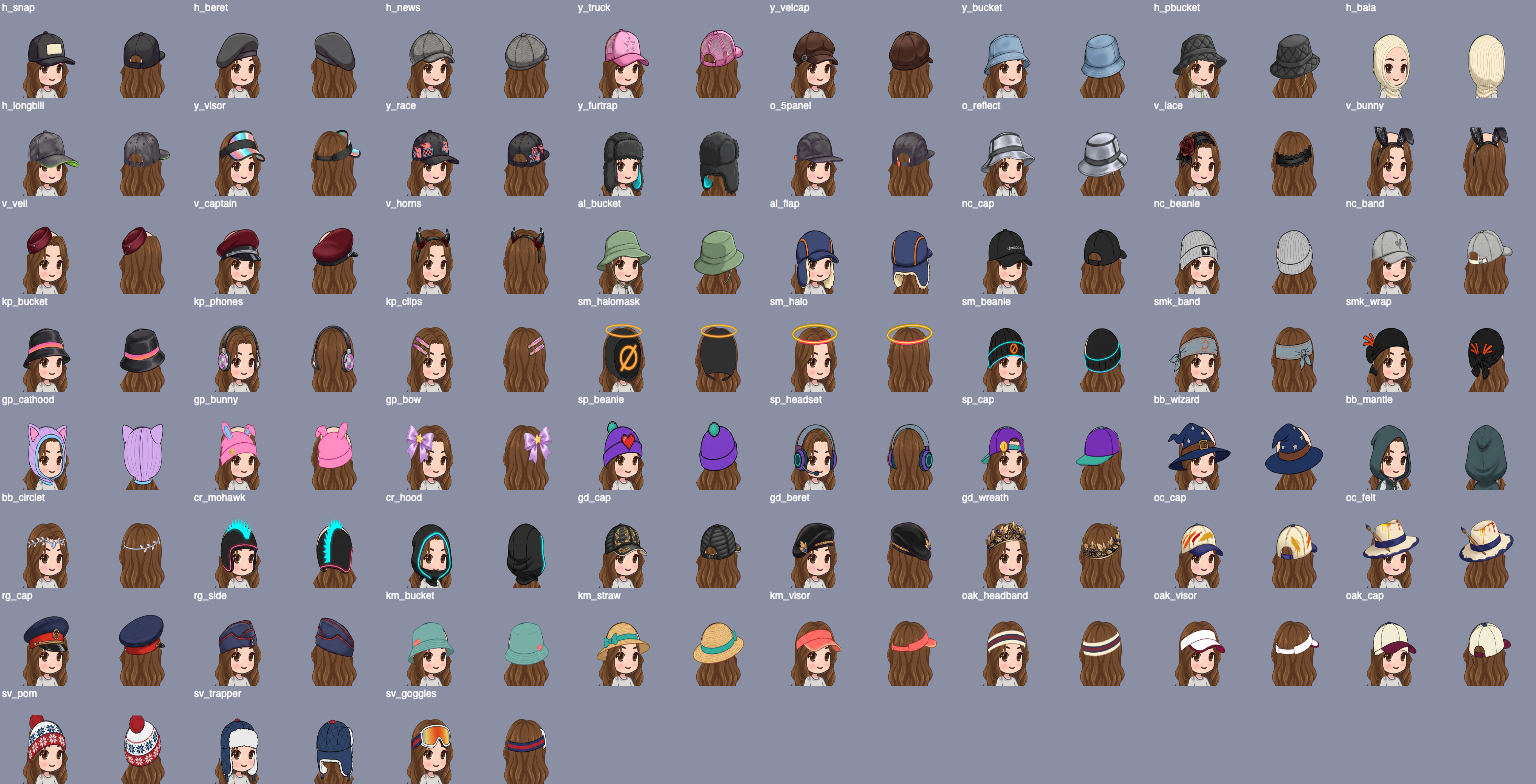 h_snap h_beret h_news y_truck y_velcap y_bucket h_pbucket h_bala
h_longbill y_visor y_race y_furtrap o_5panel o_reflect v_lace v_bunny
v_veil v_captain v_horns al_bucket al_flap nc_cap nc_beanie nc_band
kp_bucket kp_phones kp_clips sm_halomask sm_halo sm_beanie smk_band smk_wrap
gp_cathood gp_bunny gp_bow sp_beanie sp_headset sp_cap bb_wizard bb_mantle
bb_circlet cr_mohawk cr_hood gd_cap gd_beret gd_wreath oc_cap oc_felt
rg_cap rg_side km_bucket km_straw km_visor oak_headband oak_visor oak_cap
sv_pom sv_trapper sv_goggles